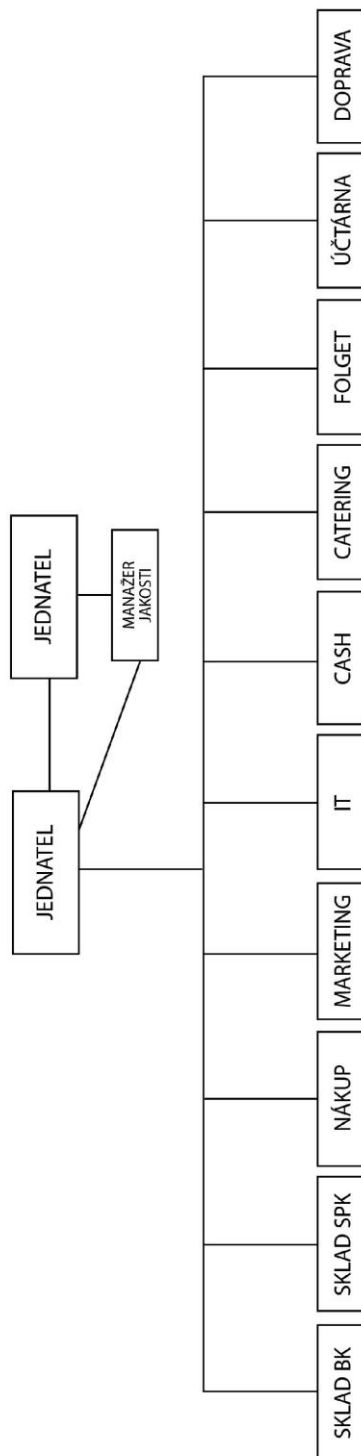 JEDNATEL
JEDNATEL
MANAŽER
JAKOSTI
SKLAD BK
SKLAD SPK
NÁKUP
MARKETING
IT
CASH
CATERING
FOLGET
ÚČTÁRNA
DOPRAVA